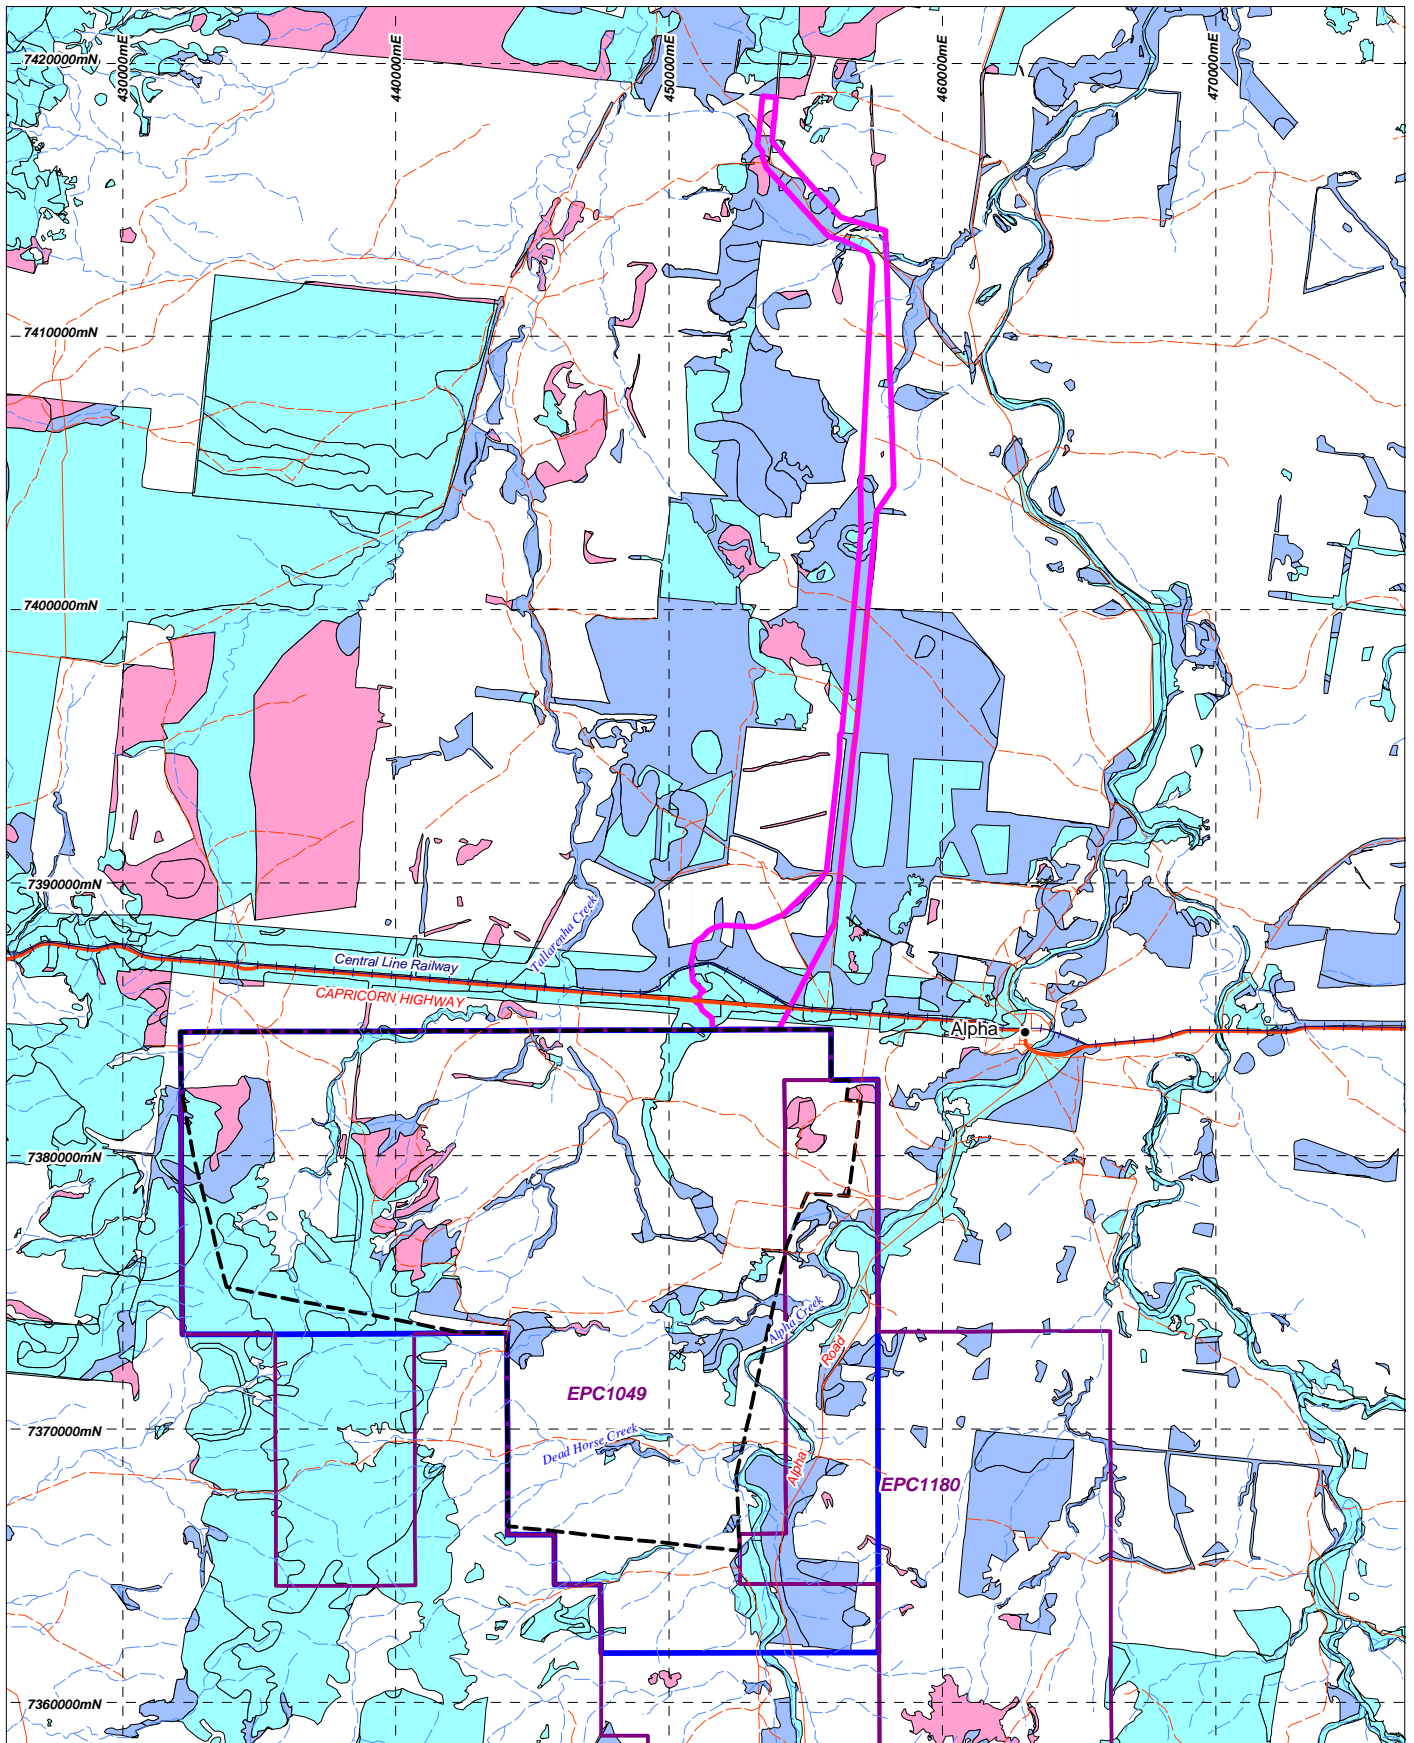 430000mE
440000mE
450000mE
460000mE
470000mE
7420000mN
7410000mN
7400000mN
7390000mN
Tallarenha Creek
Central Line Railway
CAPRICORN HIGHWAY
Alpha
7380000mN
Alpha Creek
Road
EPC1049
7370000mN
Dead Horse Creek
Alpha
EPC1180
7360000mN